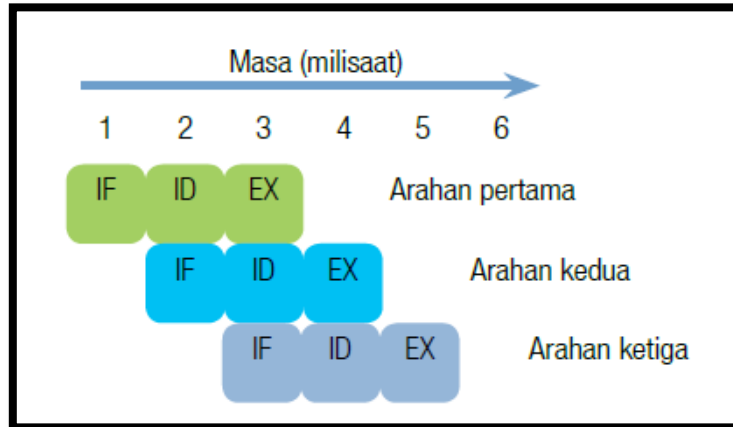 Masa (milisaat)
1 2 3 4 5 6
IF ID EX Arahan pertama
IF ID EX Arahan kedua
IF ID EX Arahan ketiga